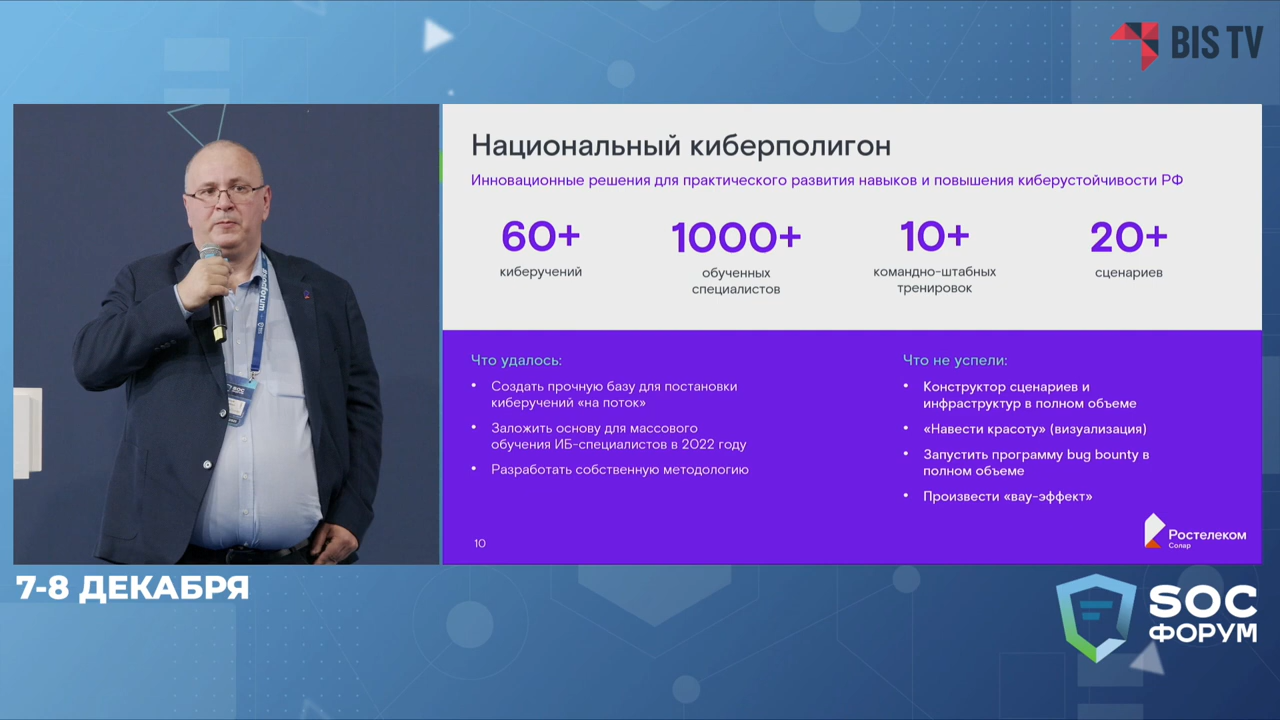 BIS TV
Национальный киберполигон
Инновационные решения для практического развития навыков и повышения киберустойчивости РФ
60+
киберучений
1000+
обученных
специалистов
10+
командно-штабных
тренировок
20+
сценариев
Что удалось:
• Создать прочную базу для постановки
киберучений «на поток»
• Заложить основу для массового
обучения ИБ-специалистов в 2022 году
• Разработать собственную методологию
Что не успели:
• Конструктор сценариев и
инфраструктур в полном объеме
• «Навести красоту» (визуализация)
• Запустить программу bug bounty в
полном объеме
• Произвести «вау-эффект»
10
Ростелеком
Солар
7-8 ДЕКАБРЯ
SOC
ФОРУМ